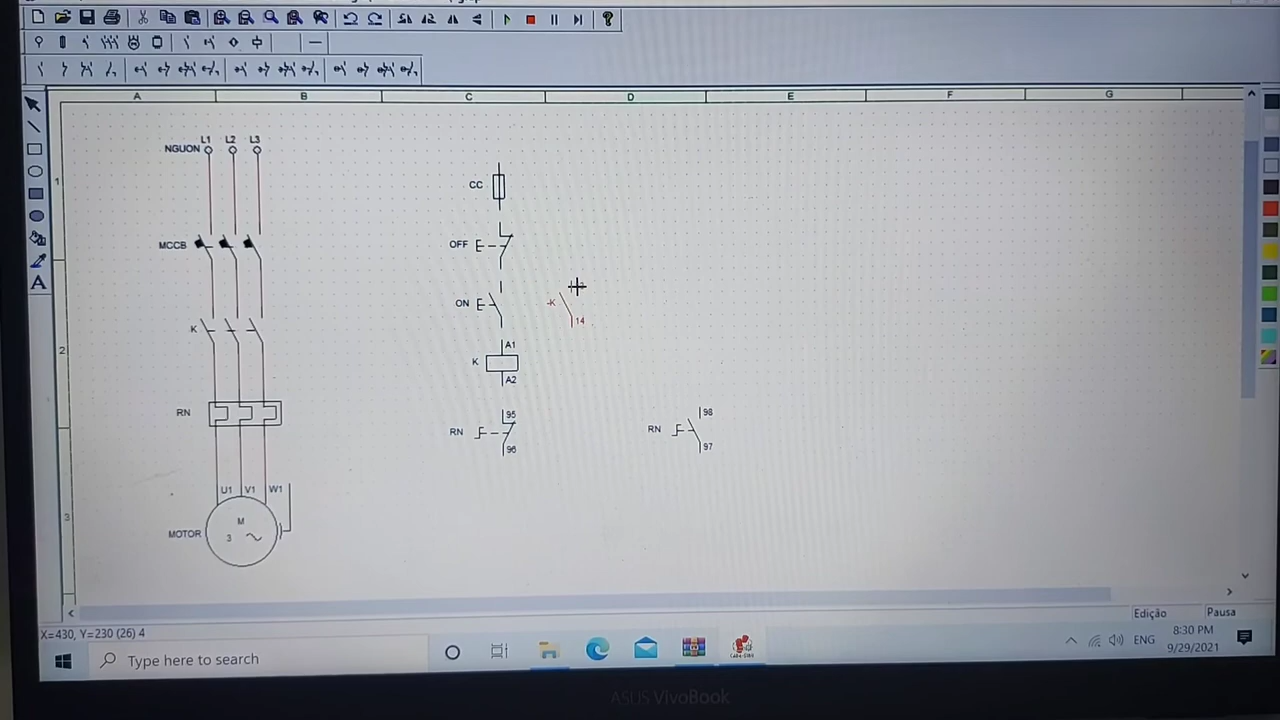 A B C D E F G
L1 L2 L3
NGUON
1
CC
MCCB
OFF
ON
-K
14
K
2
A1
K
A2
RN
95
RN
96
98
RN
97
U1 V1 W1
M
3
MOTOR
3
Edição Pausa
X=430, Y=230 (26) 4
Type here to search
ENG
8:30 PM
9/29/2021
ASUS VivoBook